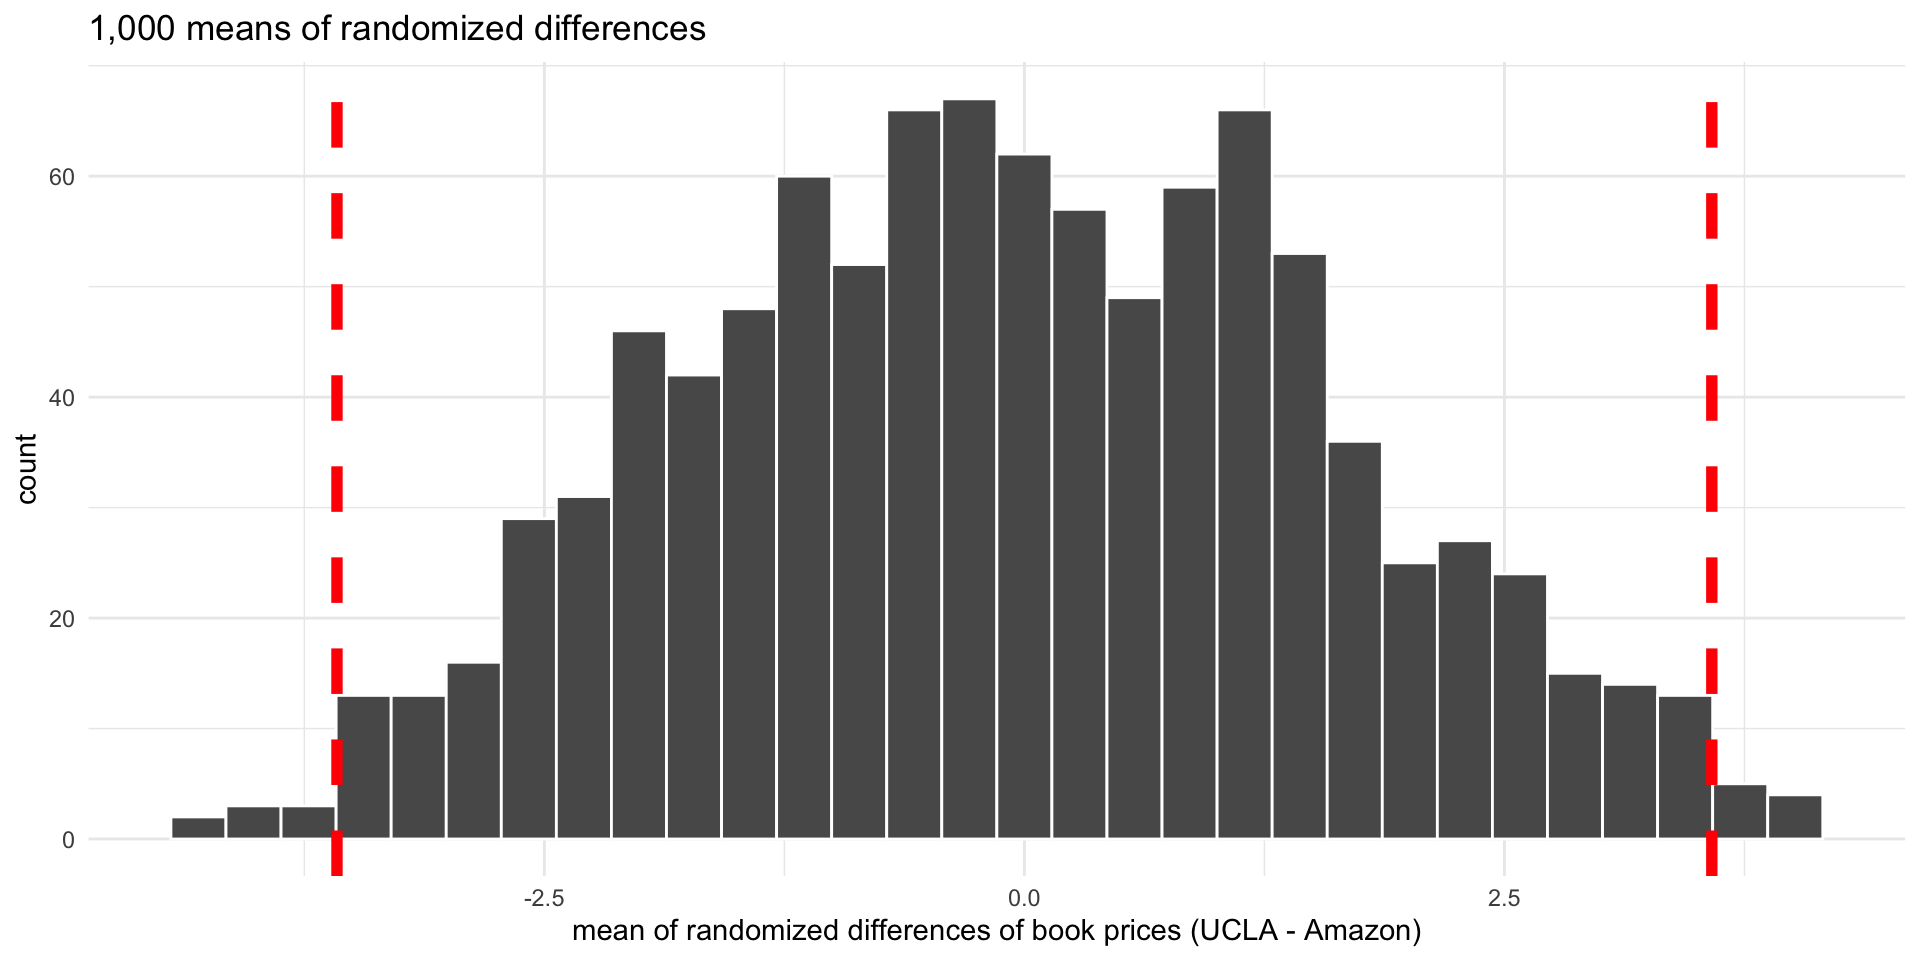 1,000 means of randomized differences
60
40
20
0
count
-2.5
0.0
2.5
mean of randomized differences of book prices (UCLA - Amazon)